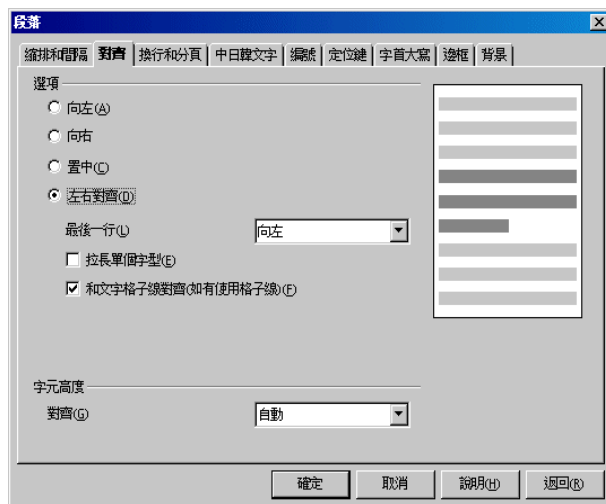 段落
縮排和間隔 對齊 換行和分頁 中日韓文字 編號 定位鍵 字首大寫 邊框 背景
選項
向左(A)
向右
置中(C)
左右對齊(D)
最後一行(L) 向左
拉長單個字型(E)
和文字格子線對齊(如有使用格子線)(F)
字元高度
對齊(G) 自動
確定 取消 說明(H) 返回(R)